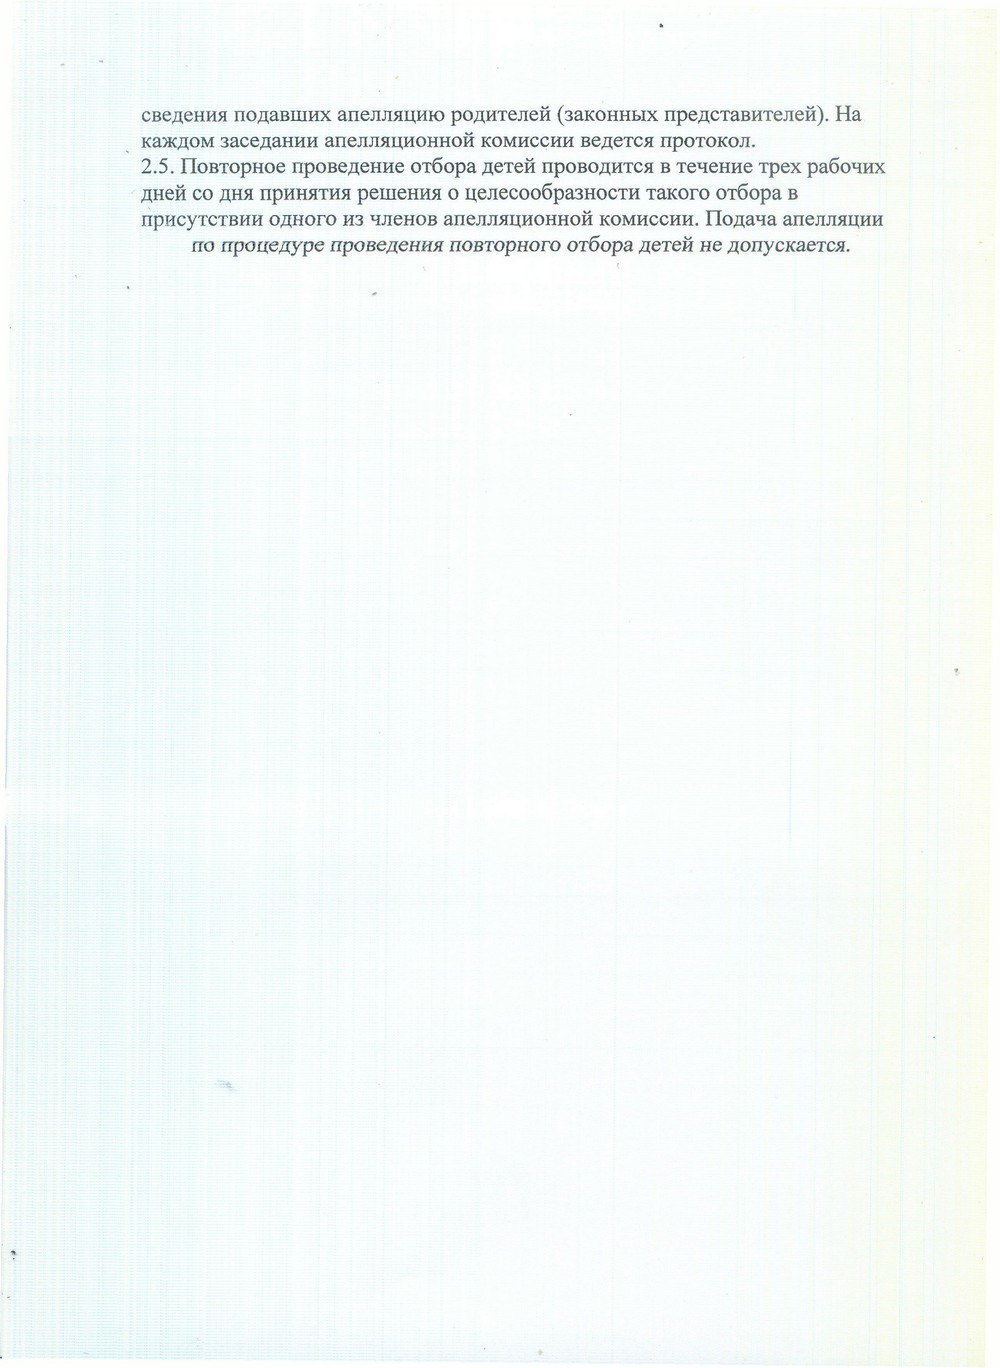 сведения подавших апелляцию родителей (законных представителей). На
каждом заседании апелляционной комиссии ведется протокол.
2.5. Повторное проведение отбора детей проводится в течение трех рабочих
дней со дня принятия решения о целесообразности такого отбора в
присутствии одного из членов апелляционной комиссии. Подача апелляции
по процедуре проведения повторного отбора детей не допускается.